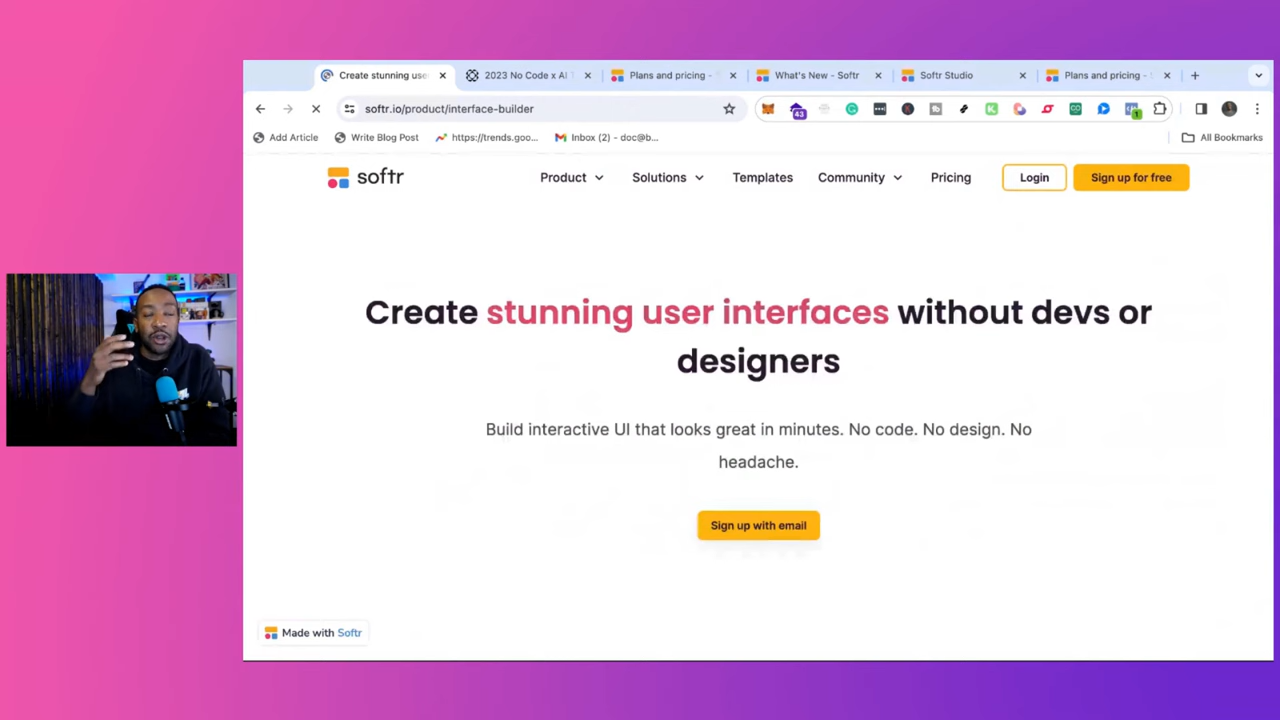 Create stunning use
2023 No Code x AI T
Plans and pricing -
What's New - Softr
Softr Studio
Plans and pricing - S
softr.io/product/interface-builder
43
1
Add Article
Write Blog Post
https://trends.goo...
Inbox (2) - doc@b...
All Bookmarks
softr
Product
Solutions
Templates
Community
Pricing
Login
Sign up for free
Create stunning user interfaces without devs or
designers
Build interactive UI that looks great in minutes. No code. No design. No
headache.
Sign up with email
Made with Softr